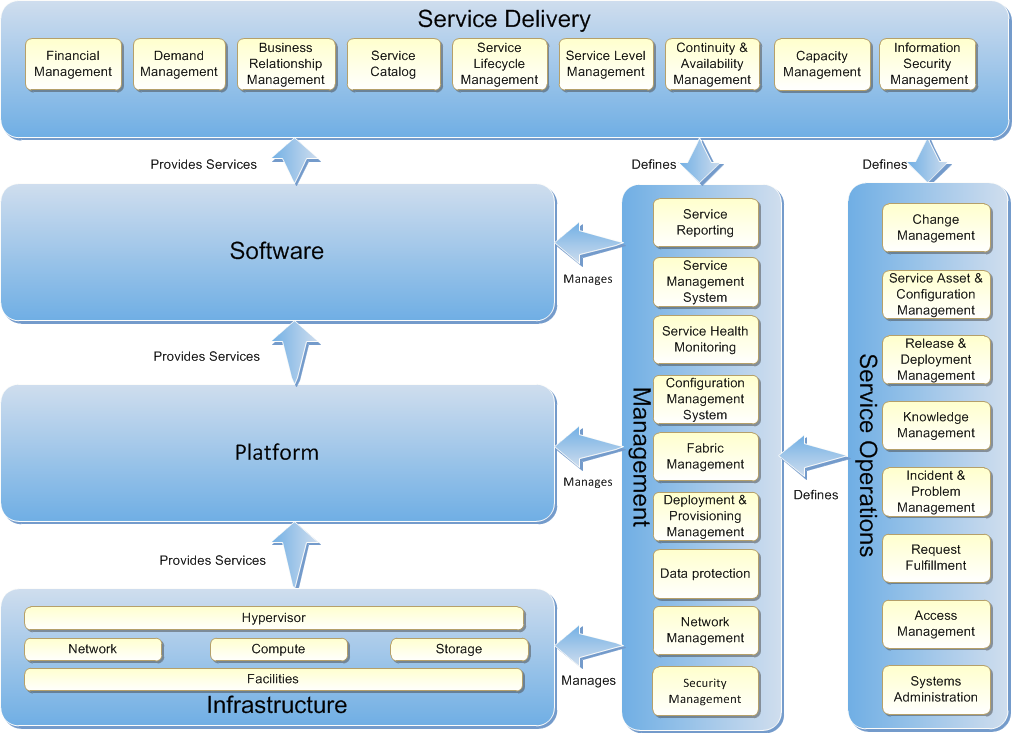 Service Delivery
Financial
Management
Demand
Management
Business
Relationship
Management
Service
Catalog
Service
Lifecycle
Management
Service Level
Management
Continuity &
Availability
Management
Capacity
Management
Information
Security
Management
Provides Services
Defines
Defines
Software
Manages
Provides Services
Platform
Manages
Provides Services
Hypervisor
Network
Compute
Storage
Facilities
Infrastructure
Manages
Management
Service
Reporting
Service
Management
System
Service Health
Monitoring
Configuration
Management
System
Fabric
Management
Deployment &
Provisioning
Management
Data protection
Network
Management
Security
Management
Defines
Service Operations
Change
Management
Service Asset &
Configuration
Management
Release &
Deployment
Management
Knowledge
Management
Incident &
Problem
Management
Request
Fulfillment
Access
Management
Systems
Administration